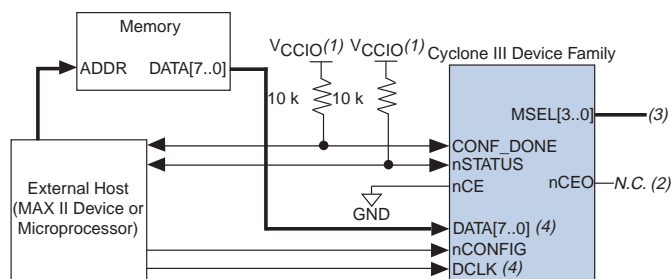 Memory
ADDR DATA[7..0]
VCCIO(1) VCCIO(1)
10 k 10 k
Cyclone III Device Family
MSEL[3..0] (3)
CONF_DONE
nSTATUS
nCE
nCEO N.C. (2)
GND
External Host
(MAX II Device or
Microprocessor)
DATA[7..0] (4)
nCONFIG
DCLK (4)